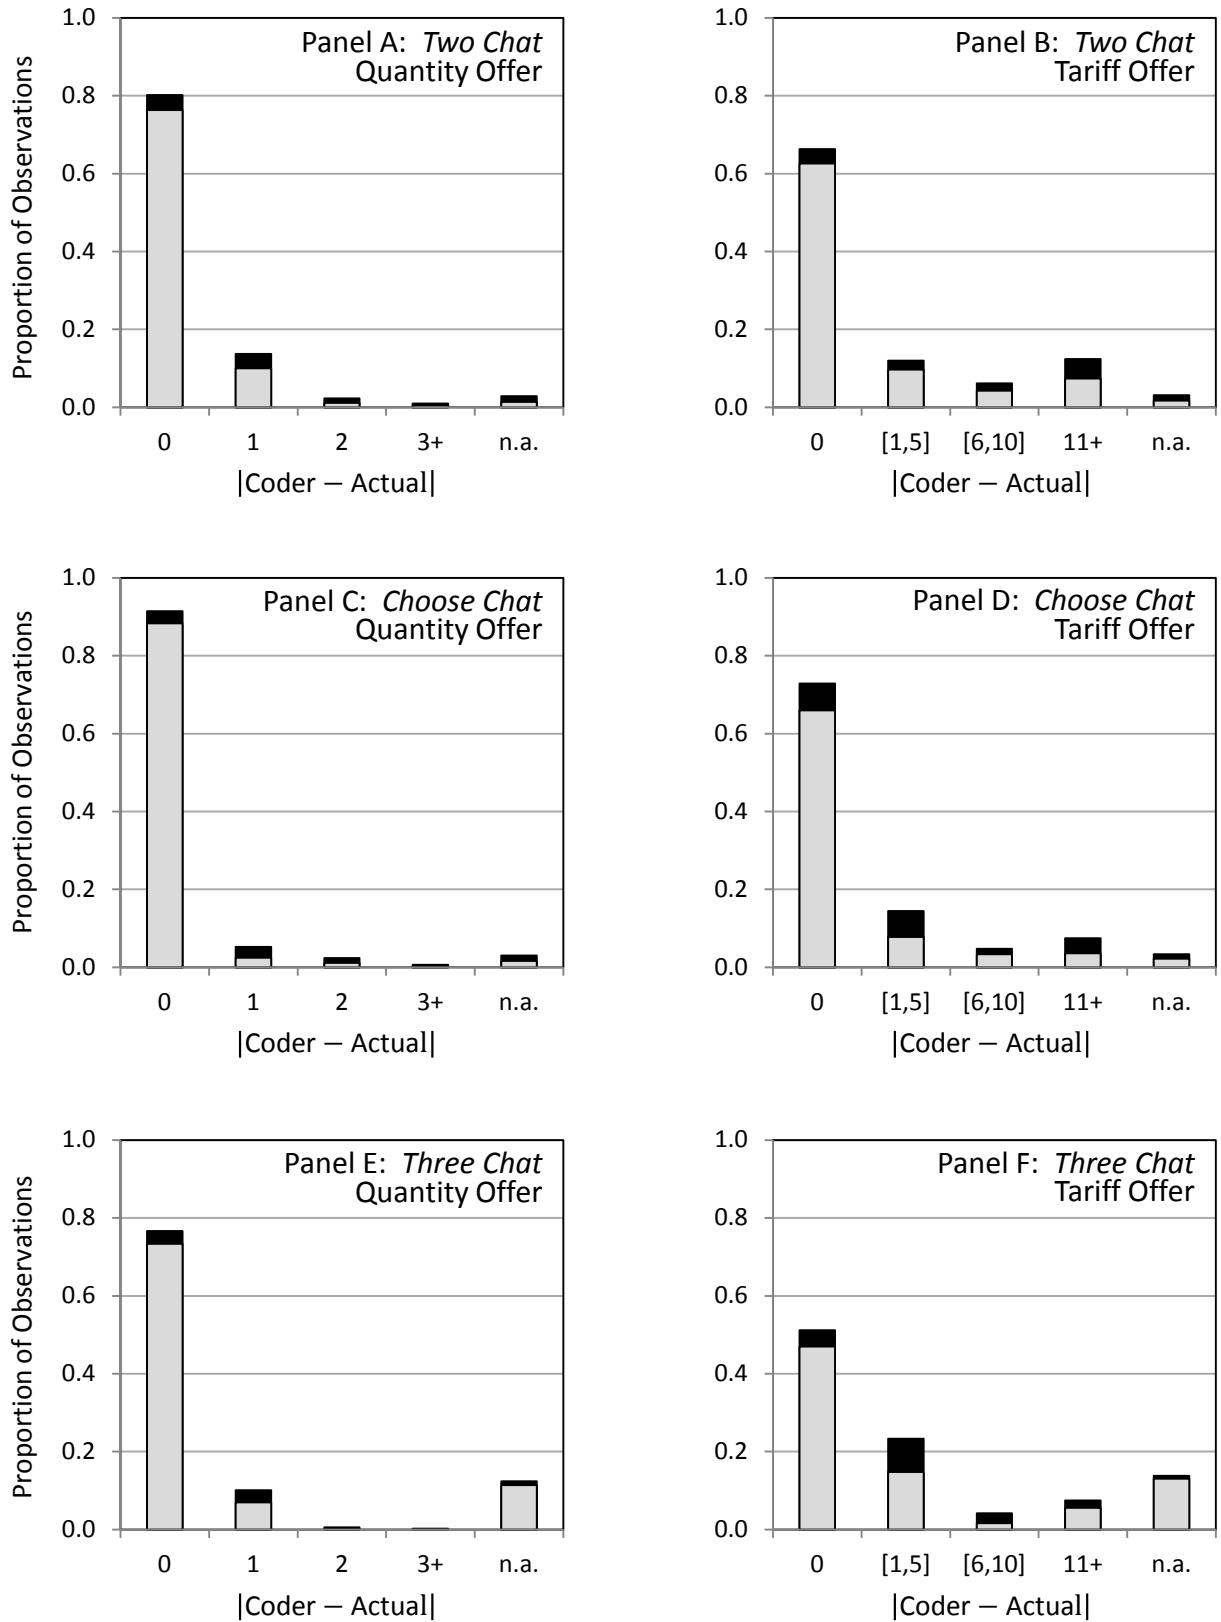 Panel A: Two Chat
Quantity Offer
Proportion of Observations
1.0
0.8
0.6
0.4
0.2
0.0
0 1 2 3+ n.a.
|Coder — Actual|
Panel B: Two Chat
Tariff Offer
1.0
0.8
0.6
0.4
0.2
0.0
0 [1,5] [6,10] 11+ n.a.
|Coder — Actual|
Panel C: Choose Chat
Quantity Offer
Proportion of Observations
1.0
0.8
0.6
0.4
0.2
0.0
0 1 2 3+ n.a.
|Coder — Actual|
Panel D: Choose Chat
Tariff Offer
1.0
0.8
0.6
0.4
0.2
0.0
0 [1,5] [6,10] 11+ n.a.
|Coder — Actual|
Panel E: Three Chat
Quantity Offer
Proportion of Observations
1.0
0.8
0.6
0.4
0.2
0.0
0 1 2 3+ n.a.
|Coder — Actual|
Panel F: Three Chat
Tariff Offer
1.0
0.8
0.6
0.4
0.2
0.0
0 [1,5] [6,10] 11+ n.a.
|Coder — Actual|